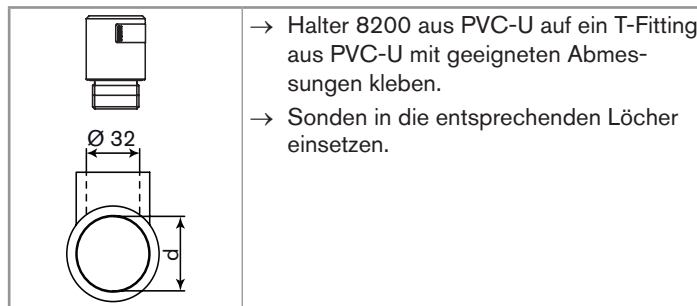 → Halter 8200 aus PVC-U auf ein T-Fitting
aus PVC-U mit geeigneten Abmes-
sungen kleben.
→ Sonden in die entsprechenden Löcher
einsetzen.
Ø 32
d